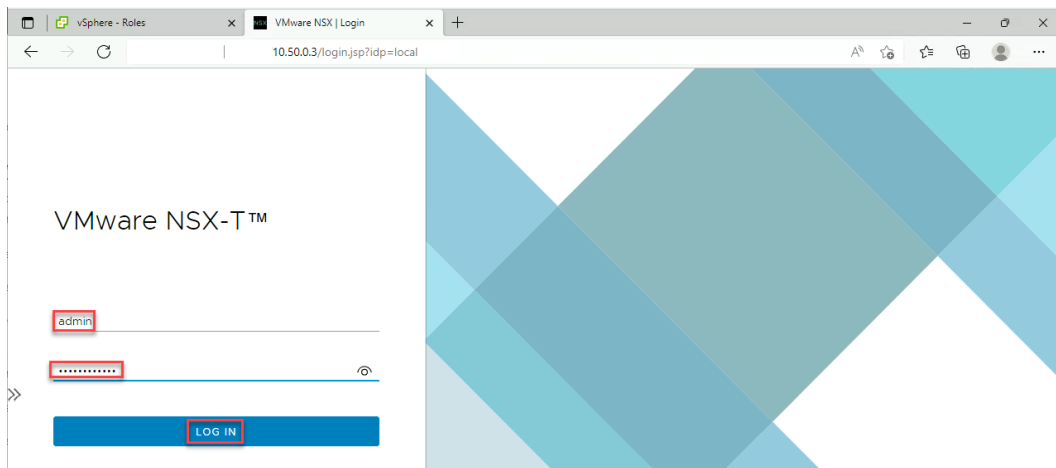 vSphere - Roles
NSX VMware NSX | Login
10.50.0.3/login.jsp?idp=local
VMware NSX-T™
admin
••••••••••••
LOG IN